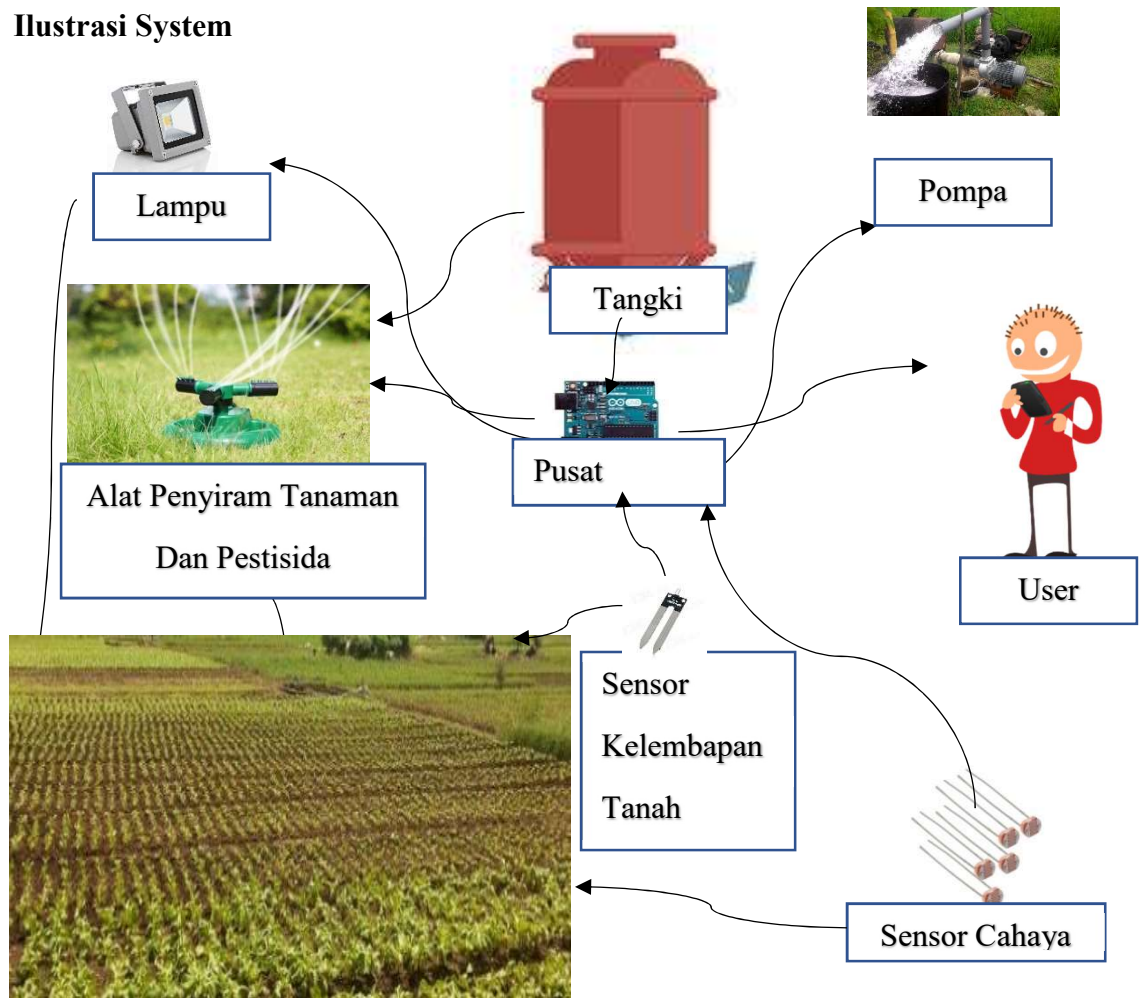 Ilustrasi System
Lampu
Pompa
Tangki
Pusat
Alat Penyiram Tanaman
Dan Pestisida
User
Sensor
Kelembapan
Tanah
Sensor Cahaya